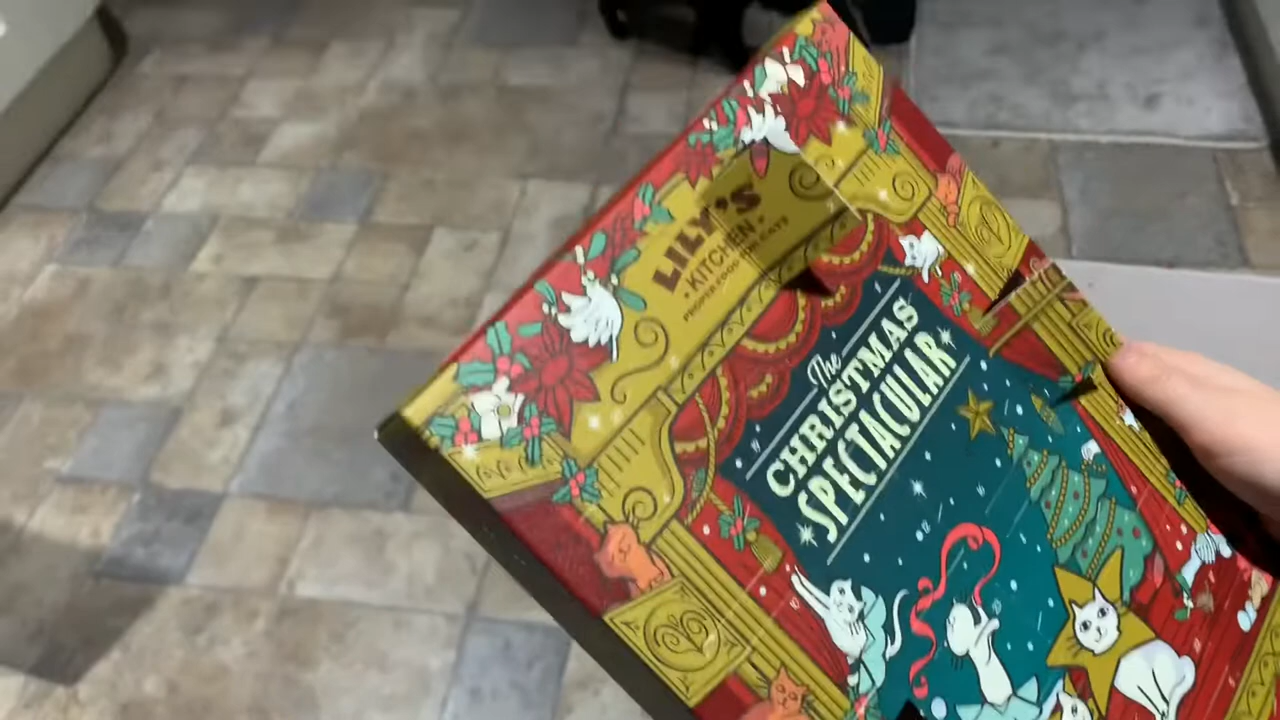 LILY'S
• KITCHEN •
PROPER FOOD FOR CATS
The
CHRISTMAS
SPECTACULAR